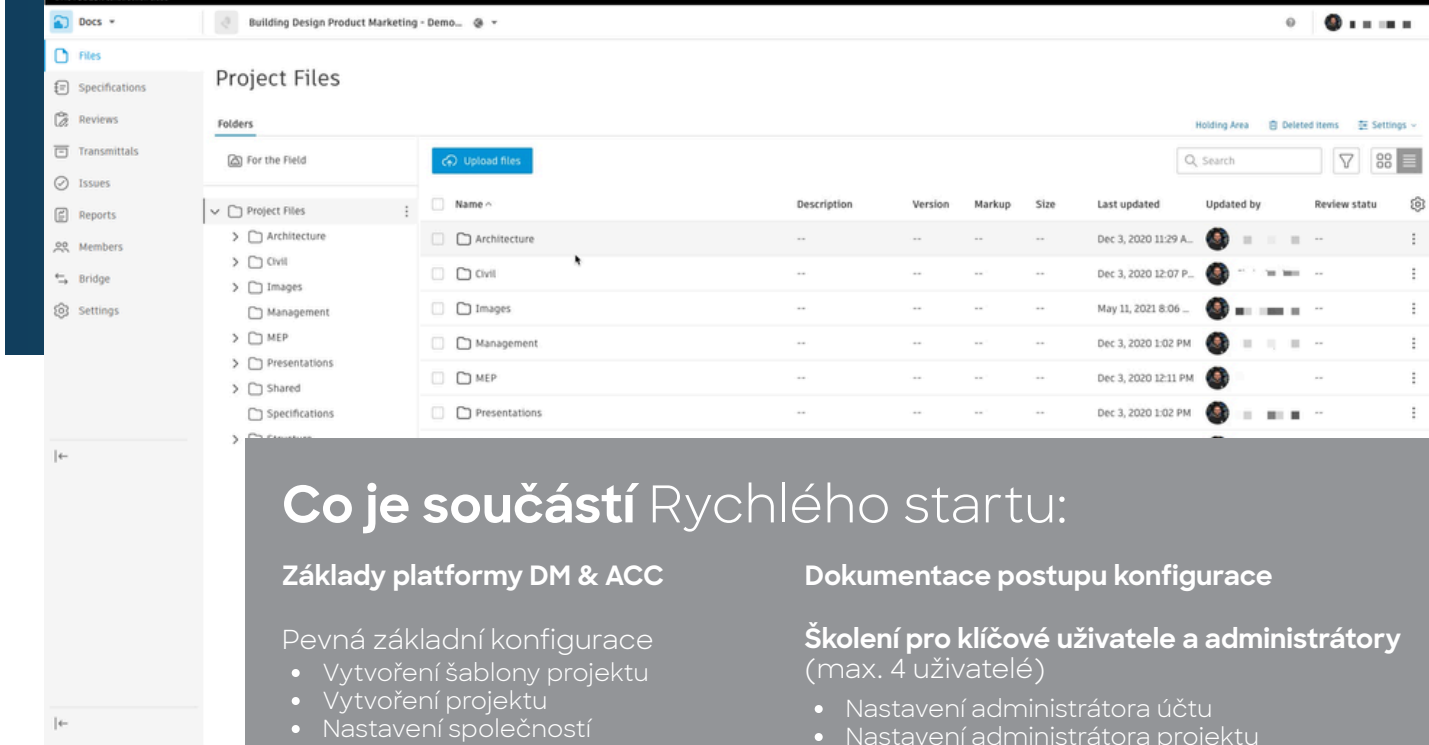 Docs
Building Design Product Marketing - Demo...
Files
Specifications
Reviews
Transmittals
Issues
Reports
Members
Bridge
Settings
Project Files
Folders
Holding Area Deleted items Settings
For the Field
Upload files
Search
Project Files
Architecture
Civil
Images
Management
MEP
Presentations
Shared
Specifications
Structure
Name Description Version Markup Size Last updated Updated by Review statu
Architecture -- -- -- -- Dec 3, 2020 11:29 A... --
Civil -- -- -- -- Dec 3, 2020 12:07 P... --
Images -- -- -- -- May 11, 2021 8:06 ... --
Management -- -- -- -- Dec 3, 2020 1:02 PM --
MEP -- -- -- -- Dec 3, 2020 12:11 PM --
Presentations -- -- -- -- Dec 3, 2020 1:02 PM --
Co je součástí Rychlého startu:
Základy platformy DM & ACC
Pevná základní konfigurace
• Vytvoření šablony projektu
• Vytvoření projektu
• Nastavení společností
Dokumentace postupu konfigurace
Školení pro klíčové uživatele a administrátory
(max. 4 uživatelé)
• Nastavení administrátora účtu
• Nastavení administrátora projektu